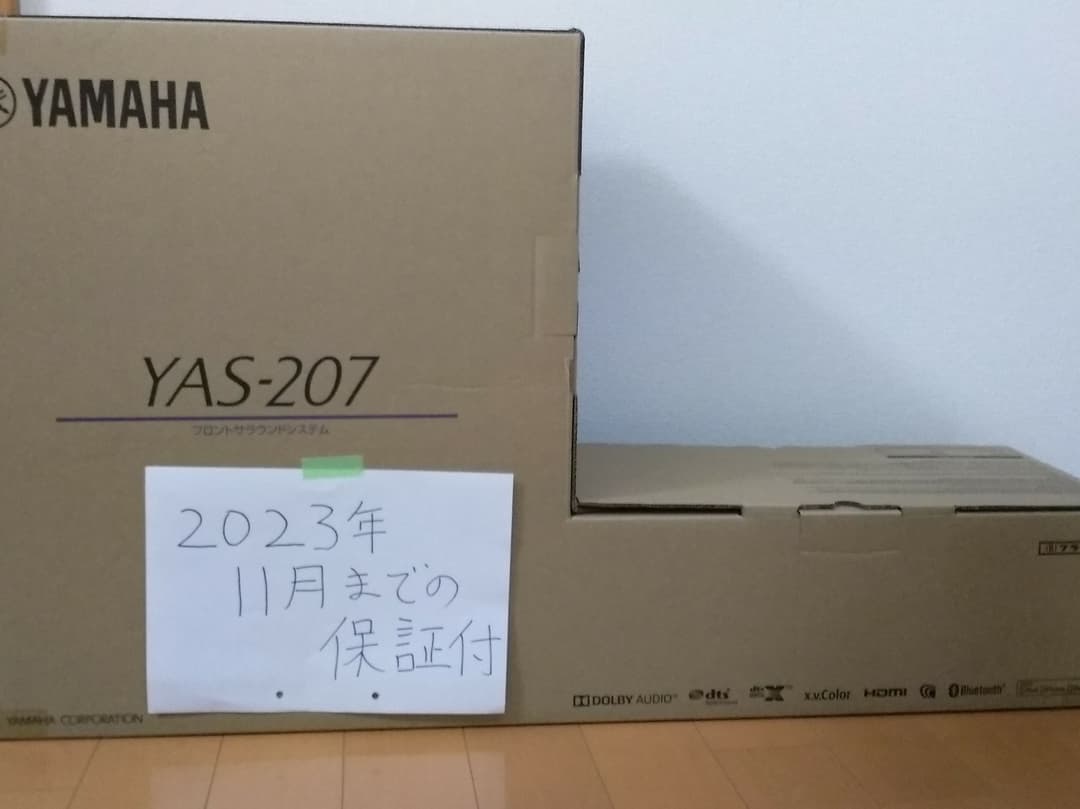 YAMAHA
YAS-207
フロントサラウンドシステム
2023年
11月までの
保証付
YAMAHA CORPORATION
DOLBY AUDIO dts dts X x.v.Color HDMI Bluetooth